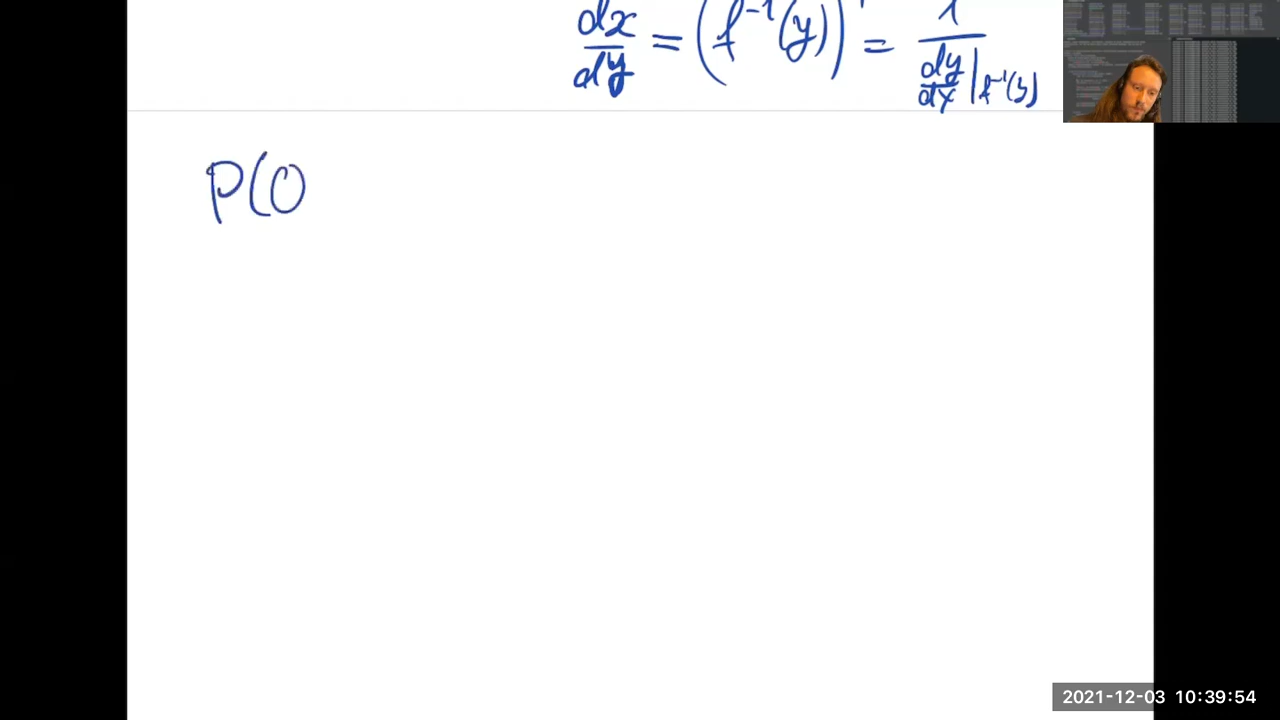 dx/dy = (f⁻¹(y))' = 1/(dy/dx |f⁻¹(y))
P(0
2021-12-03 10:39:54